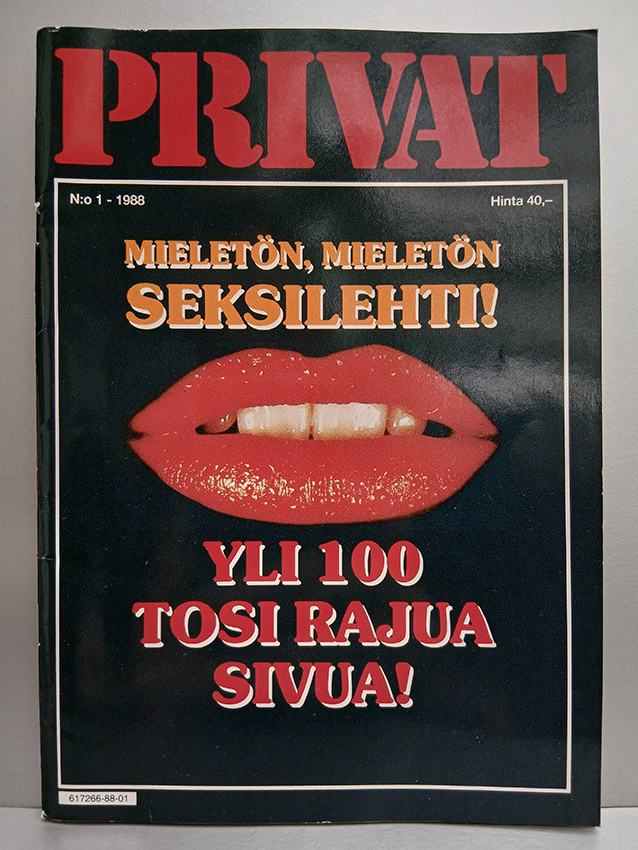 PRIVAT
N:o 1 - 1988
Hinta 40,–
MIELETÖN, MIELETÖN
SEKSILEHTI!
YLI 100
TOSI RAJUA
SIVUA!
617266-88-01